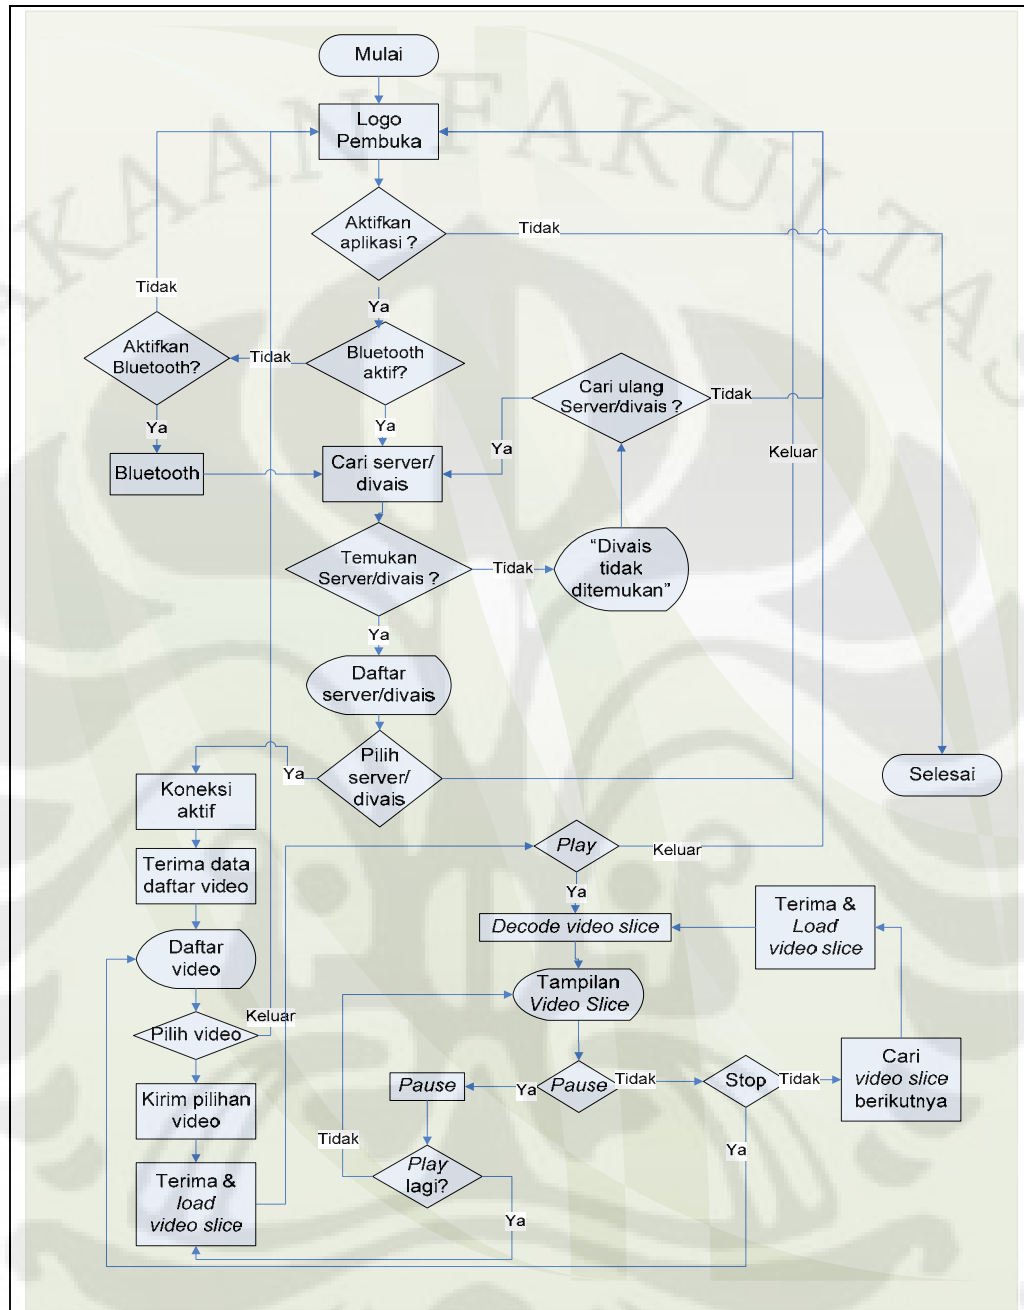 PERPUSTAKAAN FAKULTAS
Mulai
Logo
Pembuka
Aktifkan
aplikasi ?
Tidak
Tidak
Ya
Aktifkan
Bluetooth?
Tidak
Bluetooth
aktif?
Cari ulang
Server/divais ?
Tidak
Ya
Ya
Ya
Keluar
Bluetooth
Cari server/
divais
Temukan
Server/divais ?
Tidak
“Divais
tidak
ditemukan”
Ya
Daftar
server/divais
Pilih
server/
divais
Ya
Selesai
Koneksi
aktif
Play
Keluar
Terima data
daftar video
Ya
Decode video slice
Terima &
Load
video slice
Daftar
video
Tampilan
Video Slice
Keluar
Pilih video
Pause
Ya
Pause
Tidak
Stop
Tidak
Cari
video slice
berikutnya
Kirim pilihan
video
Tidak
Ya
Play
lagi?
Terima &
load
video slice
Ya